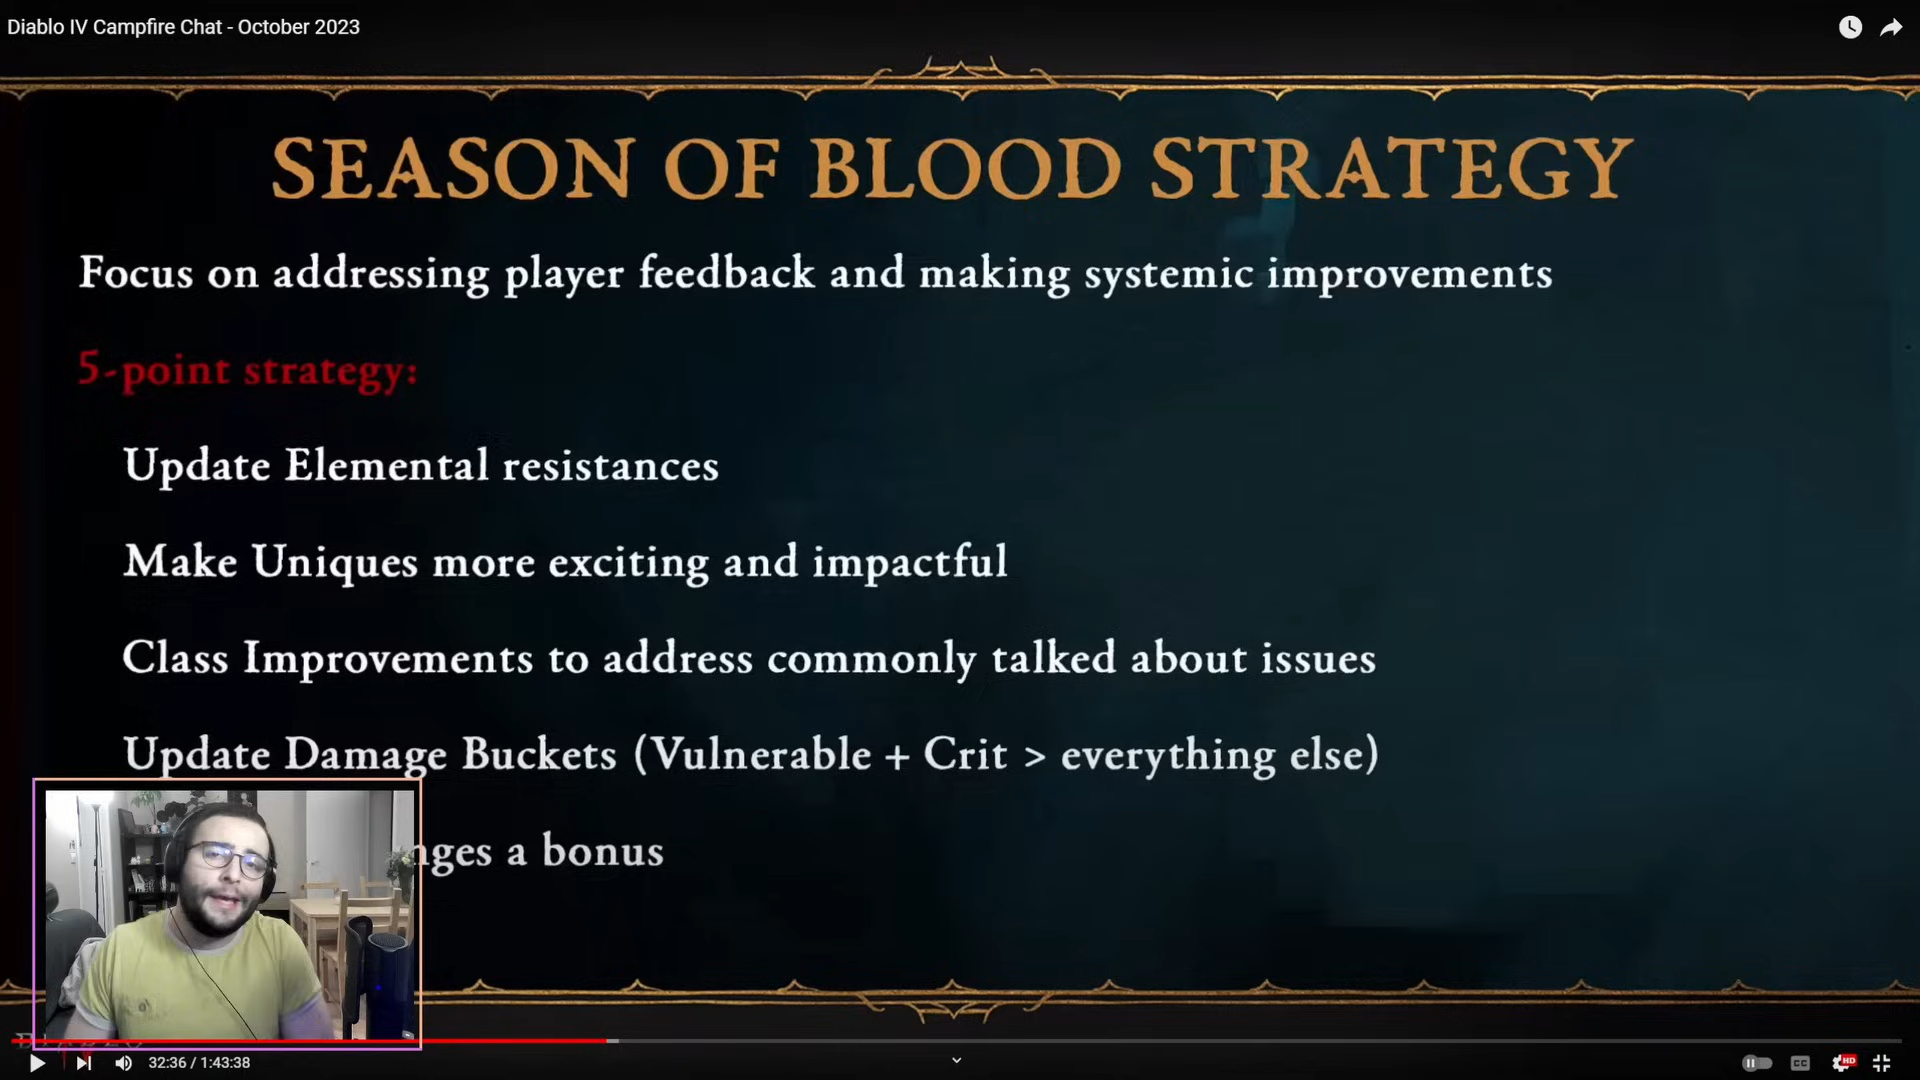 Diablo IV Campfire Chat - October 2023
SEASON OF BLOOD STRATEGY
Focus on addressing player feedback and making systemic improvements
5-point strategy:
Update Elemental resistances
Make Uniques more exciting and impactful
Class Improvements to address commonly talked about issues
Update Damage Buckets (Vulnerable + Crit > everything else)
a bonus
32:36 / 1:43:38
CC
HD